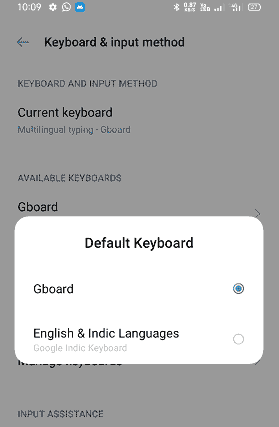 10:09
0.87
KB/S
Keyboard & input method
KEYBOARD AND INPUT METHOD
Current keyboard
Multilingual typing - Gboard
AVAILABLE KEYBOARDS
Gboard
Default Keyboard
Gboard
English & Indic Languages
Google Indic Keyboard
Manage keyboards
INPUT ASSISTANCE